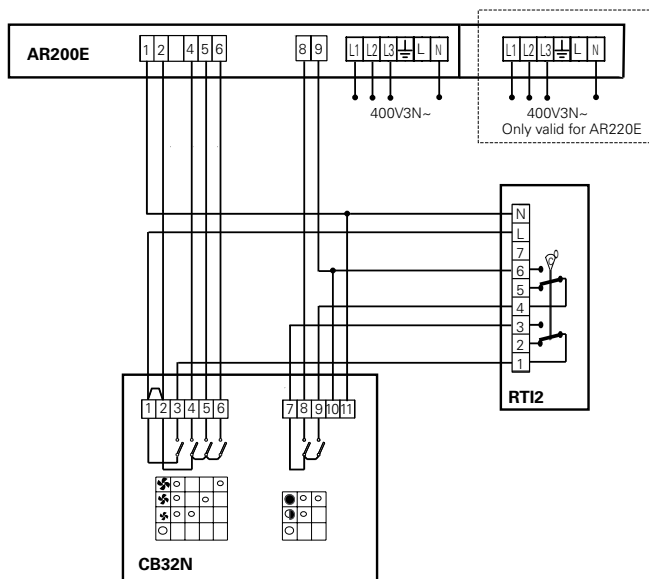 AR200E
1 2 4 5 6
8 9
L1 L2 L3 L N
L1 L2 L3 L N
400V3N~
400V3N~
Only valid for AR220E
N
L
7
6
5
4
3
2
1
RTI2
1 2 3 4 5 6
7 8 9 10 11
CB32N